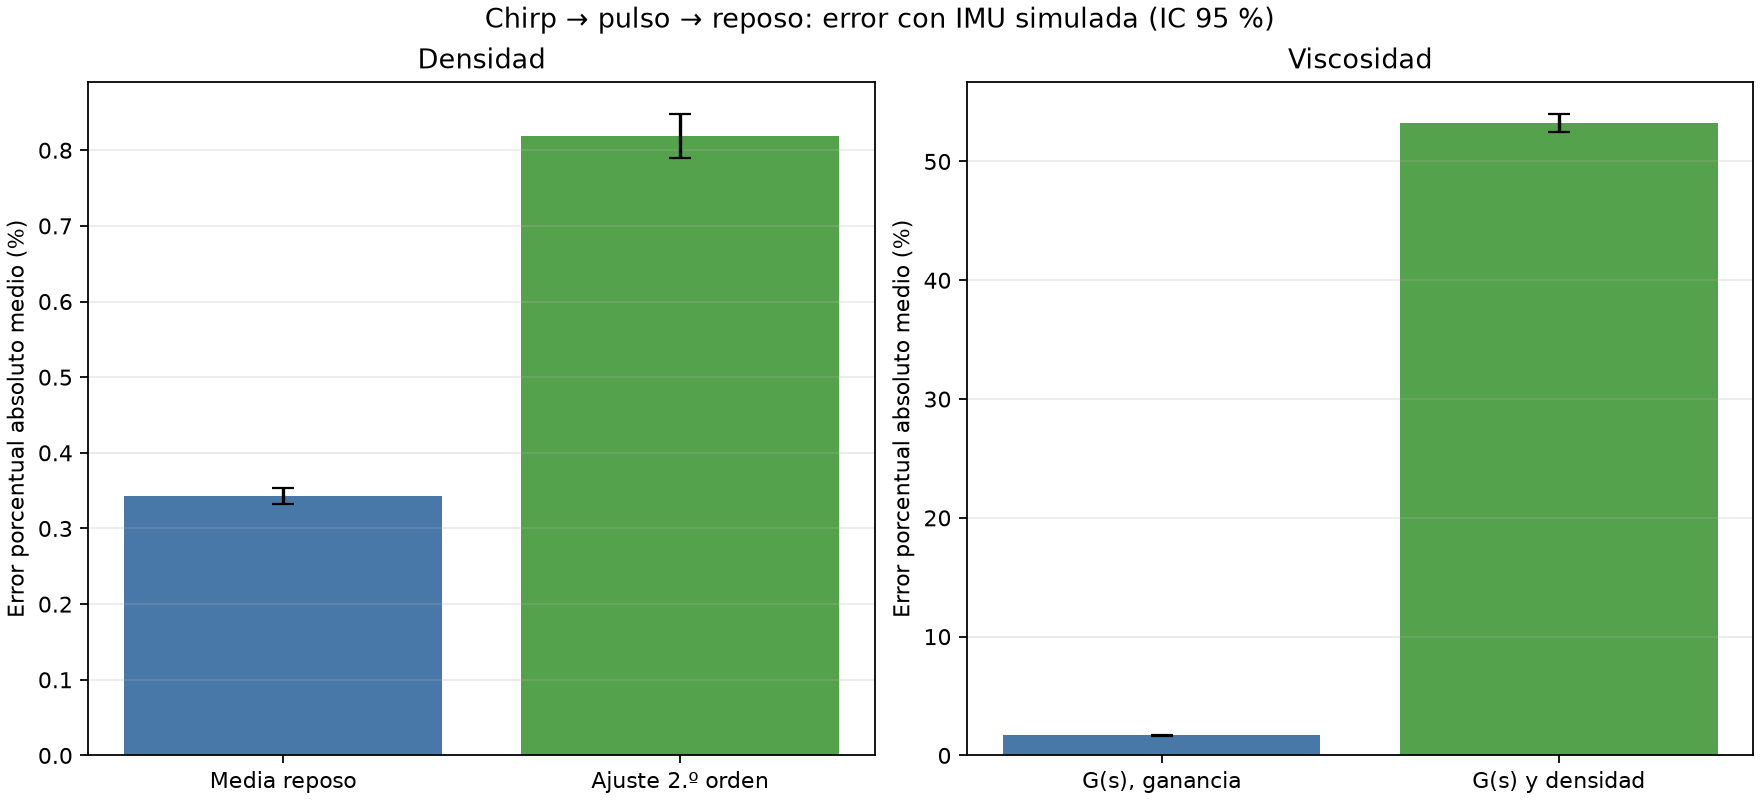 Chirp → pulso → reposo: error con IMU simulada (IC 95 %)
Densidad
Error porcentual absoluto medio (%)
0.8
0.7
0.6
0.5
0.4
0.3
0.2
0.1
0.0
Media reposo
Ajuste 2.º orden
Viscosidad
Error porcentual absoluto medio (%)
50
40
30
20
10
0
G(s), ganancia
G(s) y densidad